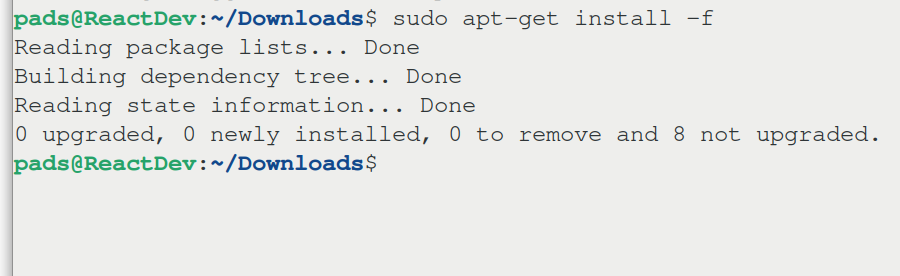 pads@ReactDev:~/Downloads$ sudo apt-get install -f
Reading package lists... Done
Building dependency tree... Done
Reading state information... Done
0 upgraded, 0 newly installed, 0 to remove and 8 not upgraded.
pads@ReactDev:~/Downloads$